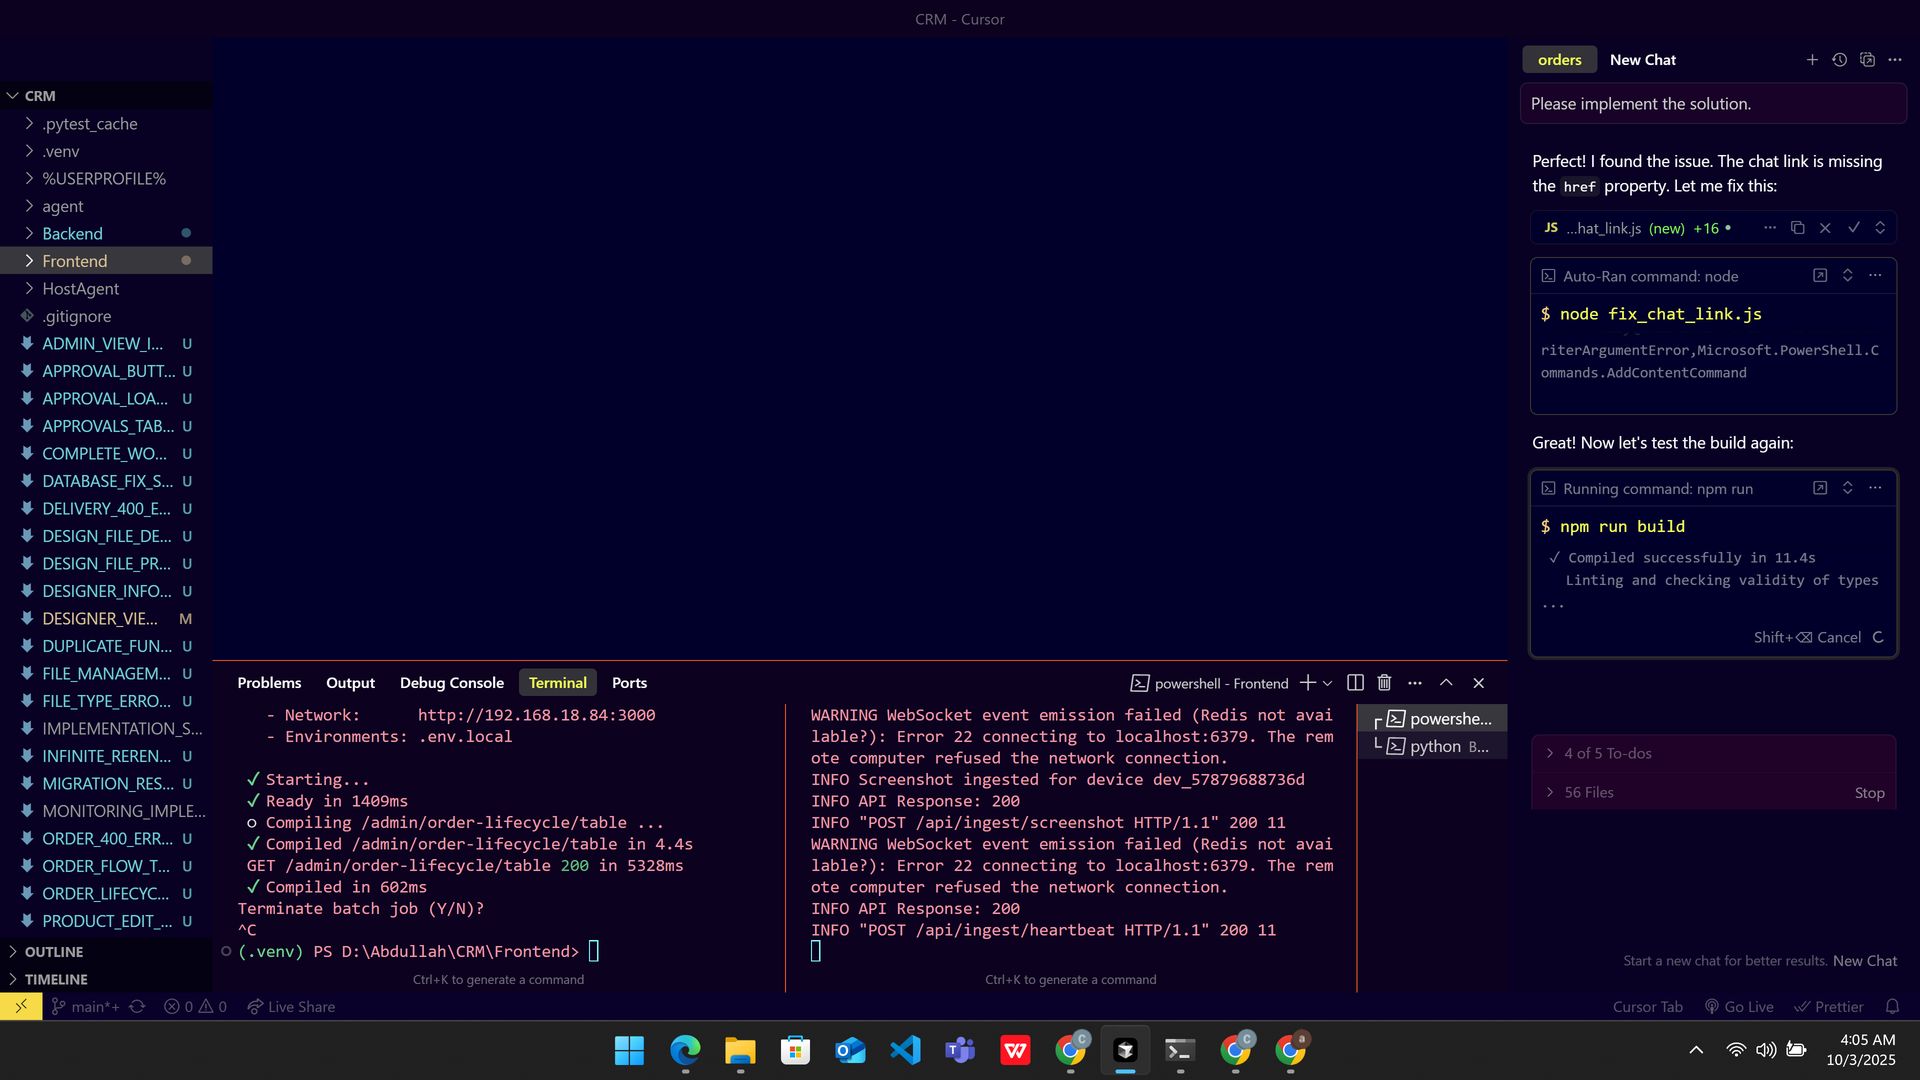 CRM - Cursor
CRM
.pytest_cache
.venv
%USERPROFILE%
agent
Backend
Frontend
HostAgent
.gitignore
ADMIN_VIEW_I... U
APPROVAL_BUTT... U
APPROVAL_LOA... U
APPROVALS_TAB... U
COMPLETE_WO... U
DATABASE_FIX_S... U
DELIVERY_400_E... U
DESIGN_FILE_DE... U
DESIGN_FILE_PR... U
DESIGNER_INFO... U
DESIGNER_VIE... M
DUPLICATE_FUN... U
FILE_MANAGEM... U
FILE_TYPE_ERRO... U
IMPLEMENTATION_S...
INFINITE_REREN... U
MIGRATION_RES... U
MONITORING_IMPLE...
ORDER_400_ERR... U
ORDER_FLOW_T... U
ORDER_LIFECYC... U
PRODUCT_EDIT_... U
OUTLINE
TIMELINE
Problems Output Debug Console Terminal Ports
powershell - Frontend
- Network: http://192.168.18.84:3000
- Environments: .env.local
✓ Starting...
✓ Ready in 1409ms
○ Compiling /admin/order-lifecycle/table ...
✓ Compiled /admin/order-lifecycle/table in 4.4s
GET /admin/order-lifecycle/table 200 in 5328ms
✓ Compiled in 602ms
Terminate batch job (Y/N)?
^C
(.venv) PS D:\Abdullah\CRM\Frontend>
Ctrl+K to generate a command
WARNING WebSocket event emission failed (Redis not avai
lable?): Error 22 connecting to localhost:6379. The rem
ote computer refused the network connection.
INFO Screenshot ingested for device dev_57879688736d
INFO API Response: 200
INFO "POST /api/ingest/screenshot HTTP/1.1" 200 11
WARNING WebSocket event emission failed (Redis not avai
lable?): Error 22 connecting to localhost:6379. The rem
ote computer refused the network connection.
INFO API Response: 200
INFO "POST /api/ingest/heartbeat HTTP/1.1" 200 11
Ctrl+K to generate a command
powershe...
python B...
orders New Chat
Please implement the solution.
Perfect! I found the issue. The chat link is missing
the href property. Let me fix this:
JS ...hat_link.js (new) +16 •
Auto-Ran command: node
$ node fix_chat_link.js
riterArgumentError,Microsoft.PowerShell.C
ommands.AddContentCommand
Great! Now let's test the build again:
Running command: npm run
$ npm run build
✓ Compiled successfully in 11.4s
Linting and checking validity of types
...
Shift+⌫ Cancel
4 of 5 To-dos
56 Files Stop
Start a new chat for better results. New Chat
main*+ 0 0 Live Share
Cursor Tab Go Live Prettier
4:05 AM
10/3/2025